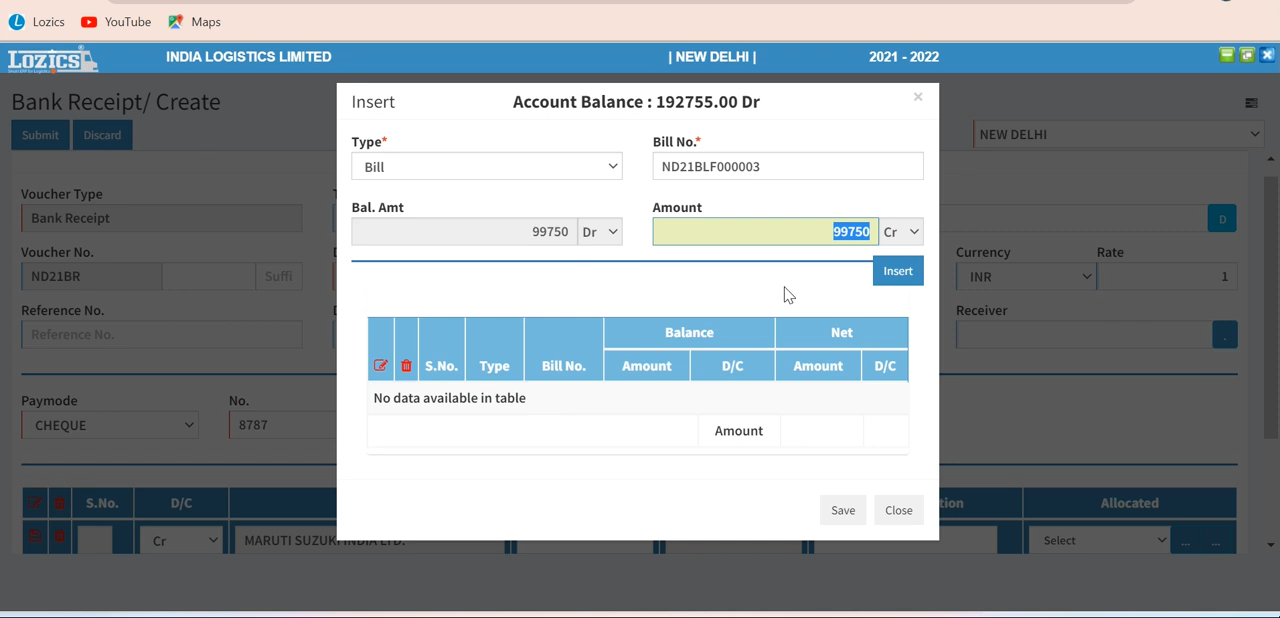 Lozics YouTube Maps
LOZICS INDIA LOGISTICS LIMITED | NEW DELHI | 2021 - 2022
Bank Receipt/ Create
Submit Discard NEW DELHI
Insert Account Balance : 192755.00 Dr ×
Type* Bill No.*
Bill ND21BLF000003
Bal. Amt Amount
99750 Dr 99750 Cr
Insert
Balance Net
S.No. Type Bill No. Amount D/C Amount D/C
No data available in table
Amount
Save Close
Voucher Type
Bank Receipt D
Voucher No. Currency Rate
ND21BR Suffi INR 1
Reference No. Receiver
Reference No. .
Paymode No.
CHEQUE 8787
S.No. D/C tion Allocated
Cr MARUTI SUZUKI INDIA LTD. Select ... ...